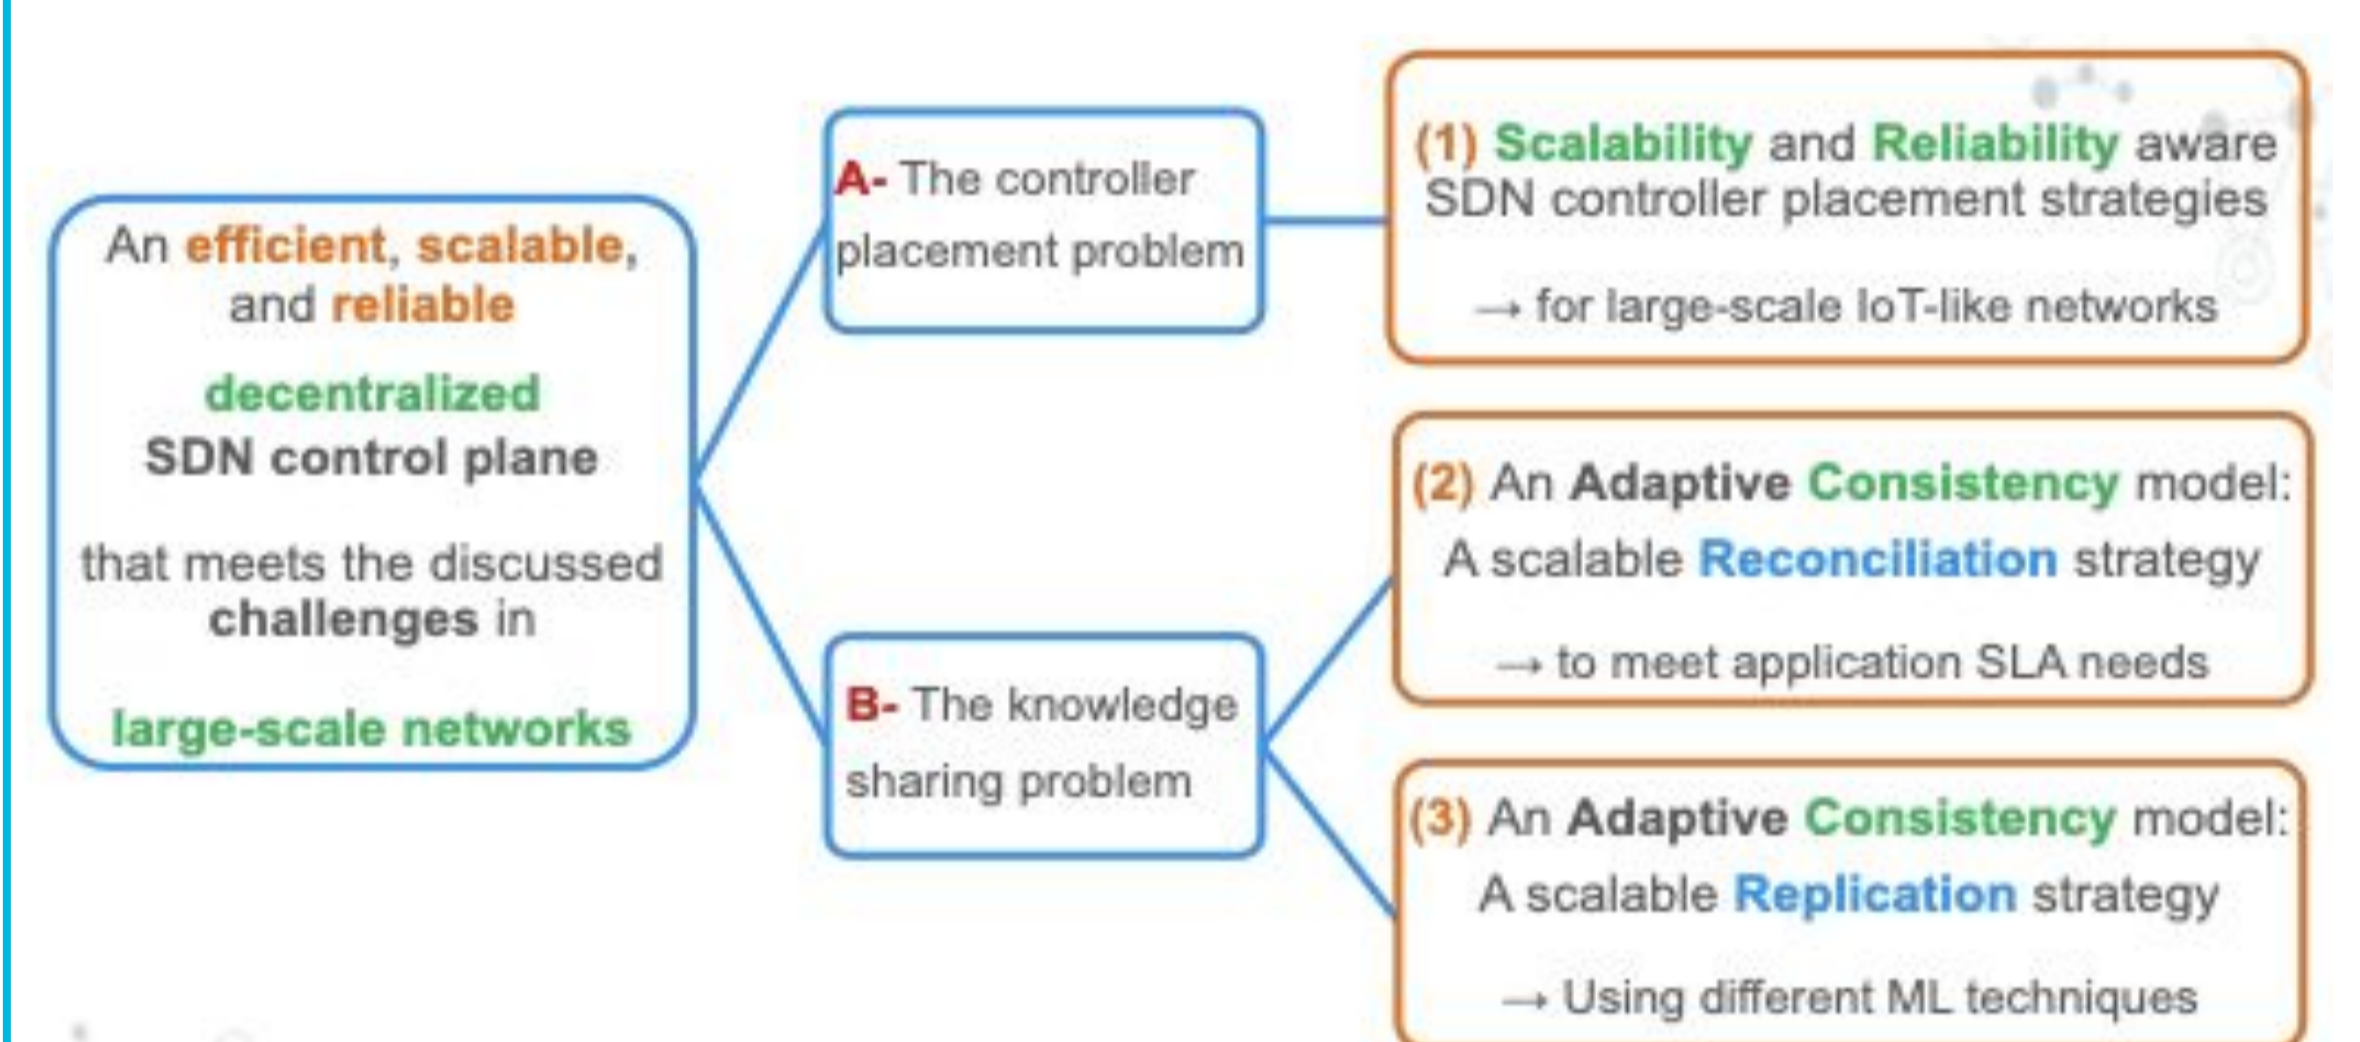 An efficient, scalable,
and reliable
decentralized
SDN control plane
that meets the discussed
challenges in
large-scale networks
A- The controller
placement problem
B- The knowledge
sharing problem
(1) Scalability and Reliability aware
SDN controller placement strategies
→ for large-scale IoT-like networks
(2) An Adaptive Consistency model:
A scalable Reconciliation strategy
→ to meet application SLA needs
(3) An Adaptive Consistency model:
A scalable Replication strategy
→ Using different ML techniques